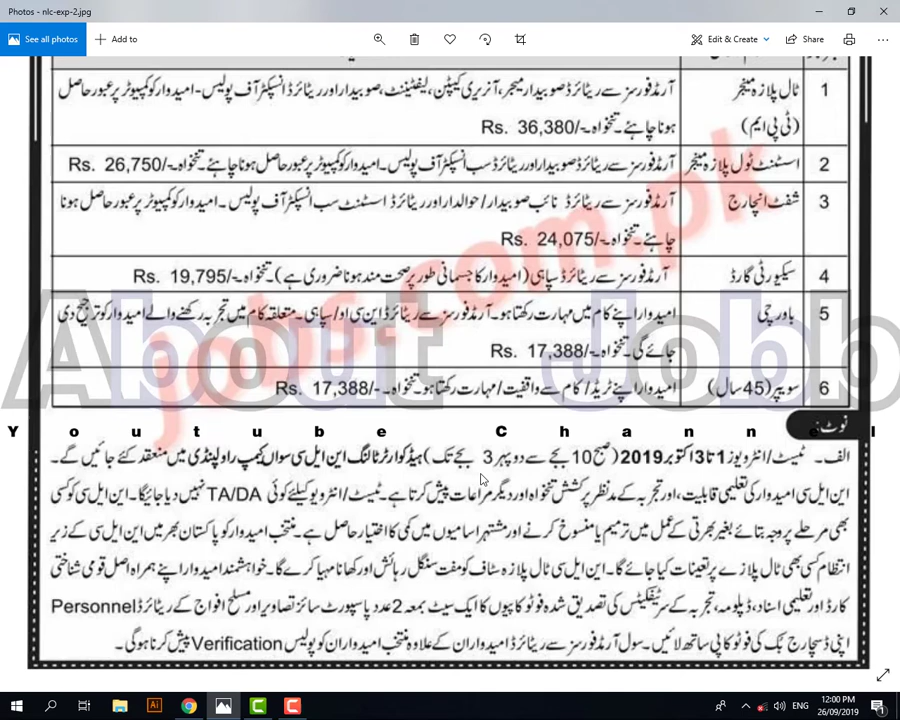 Photos - nlc-exp-2.jpg
See all photos
Add to
Edit & Create
Share
1
ٹال پلازہ منیجر
(ٹی پی ایم)
آرمڈ فورسز سے ریٹائرڈ صوبیدار میجر، آنریری کیپٹن، لیفٹیننٹ، صوبیدار اور ریٹائرڈ انسپکٹر آف پولیس۔ امیدوار کو کمپیوٹر پر عبور حاصل
ہونا چاہئے۔ تنخواہ۔ Rs. 36,380/-
2
اسسٹنٹ ٹول پلازہ منیجر
آرمڈ فورسز سے ریٹائرڈ صوبیدار اور ریٹائرڈ سب انسپکٹر آف پولیس۔ امیدوار کو کمپیوٹر پر عبور حاصل ہونا چاہئے۔ تنخواہ۔ Rs. 26,750/-
3
شفٹ انچارج
آرمڈ فورسز سے ریٹائرڈ نائب صوبیدار/حوالدار اور ریٹائرڈ اسسٹنٹ سب انسپکٹر آف پولیس۔ امیدوار کو کمپیوٹر پر عبور حاصل ہونا
چاہئے۔ تنخواہ۔ Rs. 24,075/-
4
سیکیورٹی گارڈ
آرمڈ فورسز سے ریٹائرڈ سپاہی (امیدوار کا جسمانی طور پر صحت مند ہونا ضروری ہے)۔ تنخواہ۔ Rs. 19,795/-
5
باورچی
امیدوار اپنے کام میں مہارت رکھتا ہو۔ آرمڈ فورسز سے ریٹائرڈ این سی او/سپاہی۔ متعلقہ کام میں تجربہ رکھنے والے امیدوار کو ترجیح دی
جائے گی۔ تنخواہ۔ Rs. 17,388/-
6
سویپر (45 سال)
امیدوار اپنے ٹریڈ/کام سے واقفیت/مہارت رکھتا ہو۔ تنخواہ۔ Rs. 17,388/-
jobs.com.pk
About Jobb
Youtube Channel
نوٹ:
الف۔ ٹیسٹ/انٹرویوز 1 تا 3 اکتوبر 2019 (صبح 10 بجے سے دوپہر 3 بجے تک) ہیڈکوارٹر ٹالنگ این ایل سی سواں کیمپ راولپنڈی میں منعقد کئے جائیں گے۔
این ایل سی امیدوار کی تعلیمی قابلیت، اور تجربہ کے مدنظر پرکشش تنخواہ اور دیگر مراعات پیش کرتا ہے۔ ٹیسٹ/انٹرویو کیلئے کوئی TA/DA نہیں دیا جائیگا۔ این ایل سی کو کسی
بھی مرحلے پر وجہ بتائے بغیر بھرتی کے عمل میں ترمیم یا منسوخ کرنے اور مشتہر اسامیوں میں کمی کا اختیار حاصل ہے۔ منتخب امیدوار کو پاکستان بھر میں این ایل سی کے زیر
انتظام کسی بھی ٹال پلازے پر تعینات کیا جائے گا۔ این ایل سی ٹال پلازہ سٹاف کو مفت سنگل رہائش اور کھانا مہیا کرے گا۔ خواہشمند امیدوار اپنے ہمراہ اصل قومی شناختی
کارڈ اور تعلیمی اسناد، ڈپلومہ، تجربہ کے سرٹیفکیٹس کی تصدیق شدہ فوٹو کاپیوں کا ایک سیٹ بمعہ 2 عدد پاسپورٹ سائز تصاویر اور مسلح افواج کے ریٹائرڈ Personnel
اپنی ڈسچارج بک کی فوٹو کاپی ساتھ لائیں۔ سول آرمڈ فورسز سے ریٹائرڈ امیدواران کے علاوہ منتخب امیدواران کو پولیس Verification پیش کرنا ہوگی۔
Ai
ENG
12:00 PM
26/09/2019
1